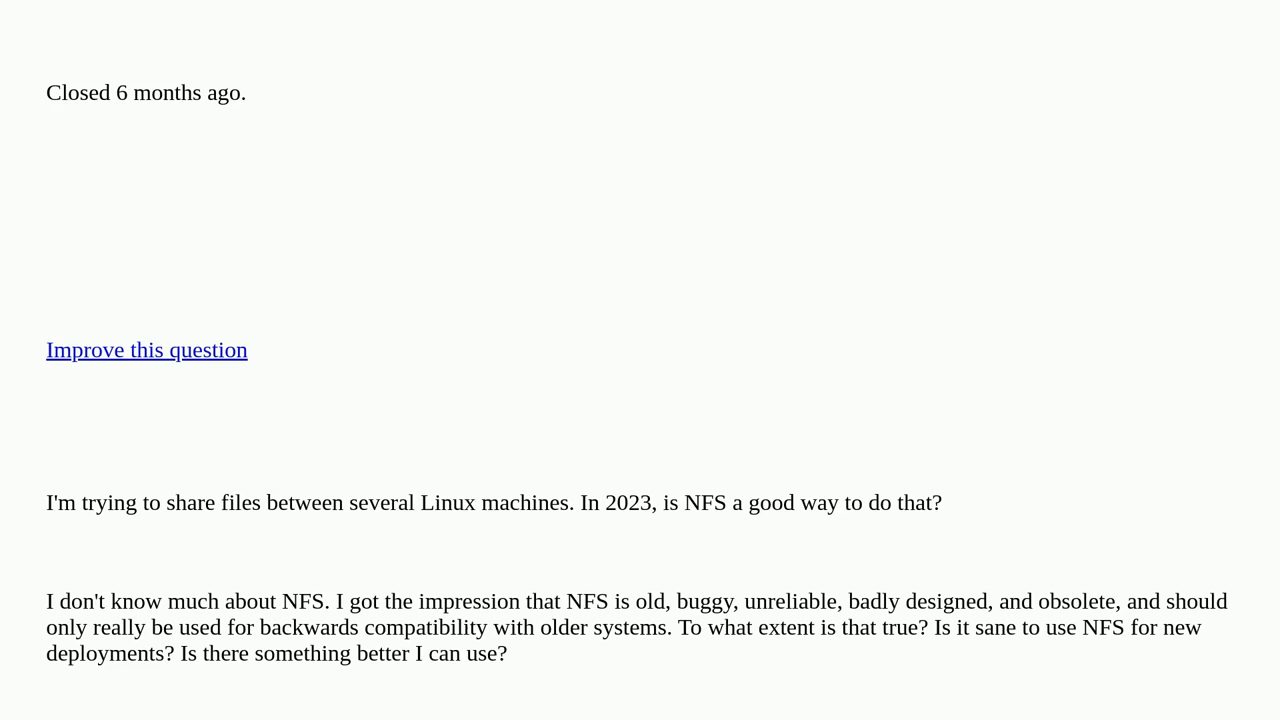 Closed 6 months ago.
Improve this question
I'm trying to share files between several Linux machines. In 2023, is NFS a good way to do that?
I don't know much about NFS. I got the impression that NFS is old, buggy, unreliable, badly designed, and obsolete, and should
only really be used for backwards compatibility with older systems. To what extent is that true? Is it sane to use NFS for new
deployments? Is there something better I can use?